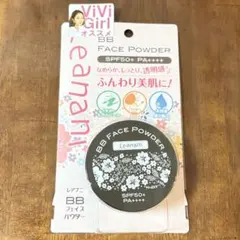 ViVi
Girl
オススメ
BB
FACE POWDER
SPF50+ PA++++
Leanani
なめらか、しっとり、透明感♪
ふんわり美肌に!
BB FACE POWDER
Leanani
SPF50+
PA++++
レアナニ
BB
フェイス
パウダー